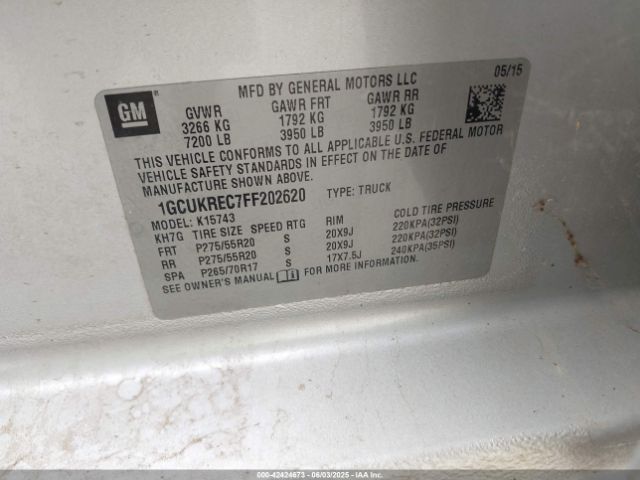 GM
MFD BY GENERAL MOTORS LLC
05/15
GVWR GAWR FRT GAWR RR
3266 KG 1792 KG 1792 KG
7200 LB 3950 LB 3950 LB
THIS VEHICLE CONFORMS TO ALL APPLICABLE U.S. FEDERAL MOTOR
VEHICLE SAFETY STANDARDS IN EFFECT ON THE DATE OF
MANUFACTURE SHOWN ABOVE.
1GCUKREC7FF202620 TYPE: TRUCK
MODEL: K15743
KH7G TIRE SIZE SPEED RTG RIM COLD TIRE PRESSURE
FRT P275/55R20 S 20X9J 220KPA(32PSI)
RR P275/55R20 S 20X9J 220KPA(32PSI)
SPA P265/70R17 S 17X7.5J 240KPA(35PSI)
SEE OWNER'S MANUAL FOR MORE INFORMATION.
000-42424673 - 06/03/2025 - IAAI.COM